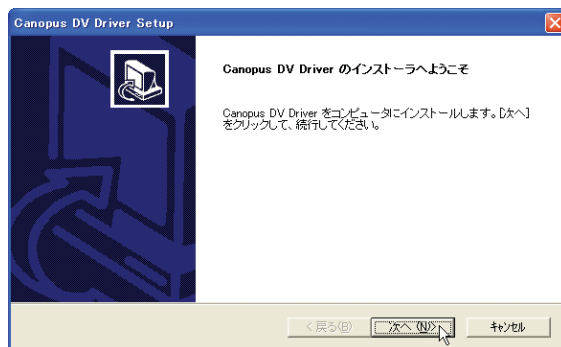 Canopus DV Driver Setup
Canopus DV Driver のインストーラへようこそ
Canopus DV Driver をコンピュータにインストールします。[次へ]
をクリックして、続行してください。
< 戻る(B)
次へ (N)>
キャンセル